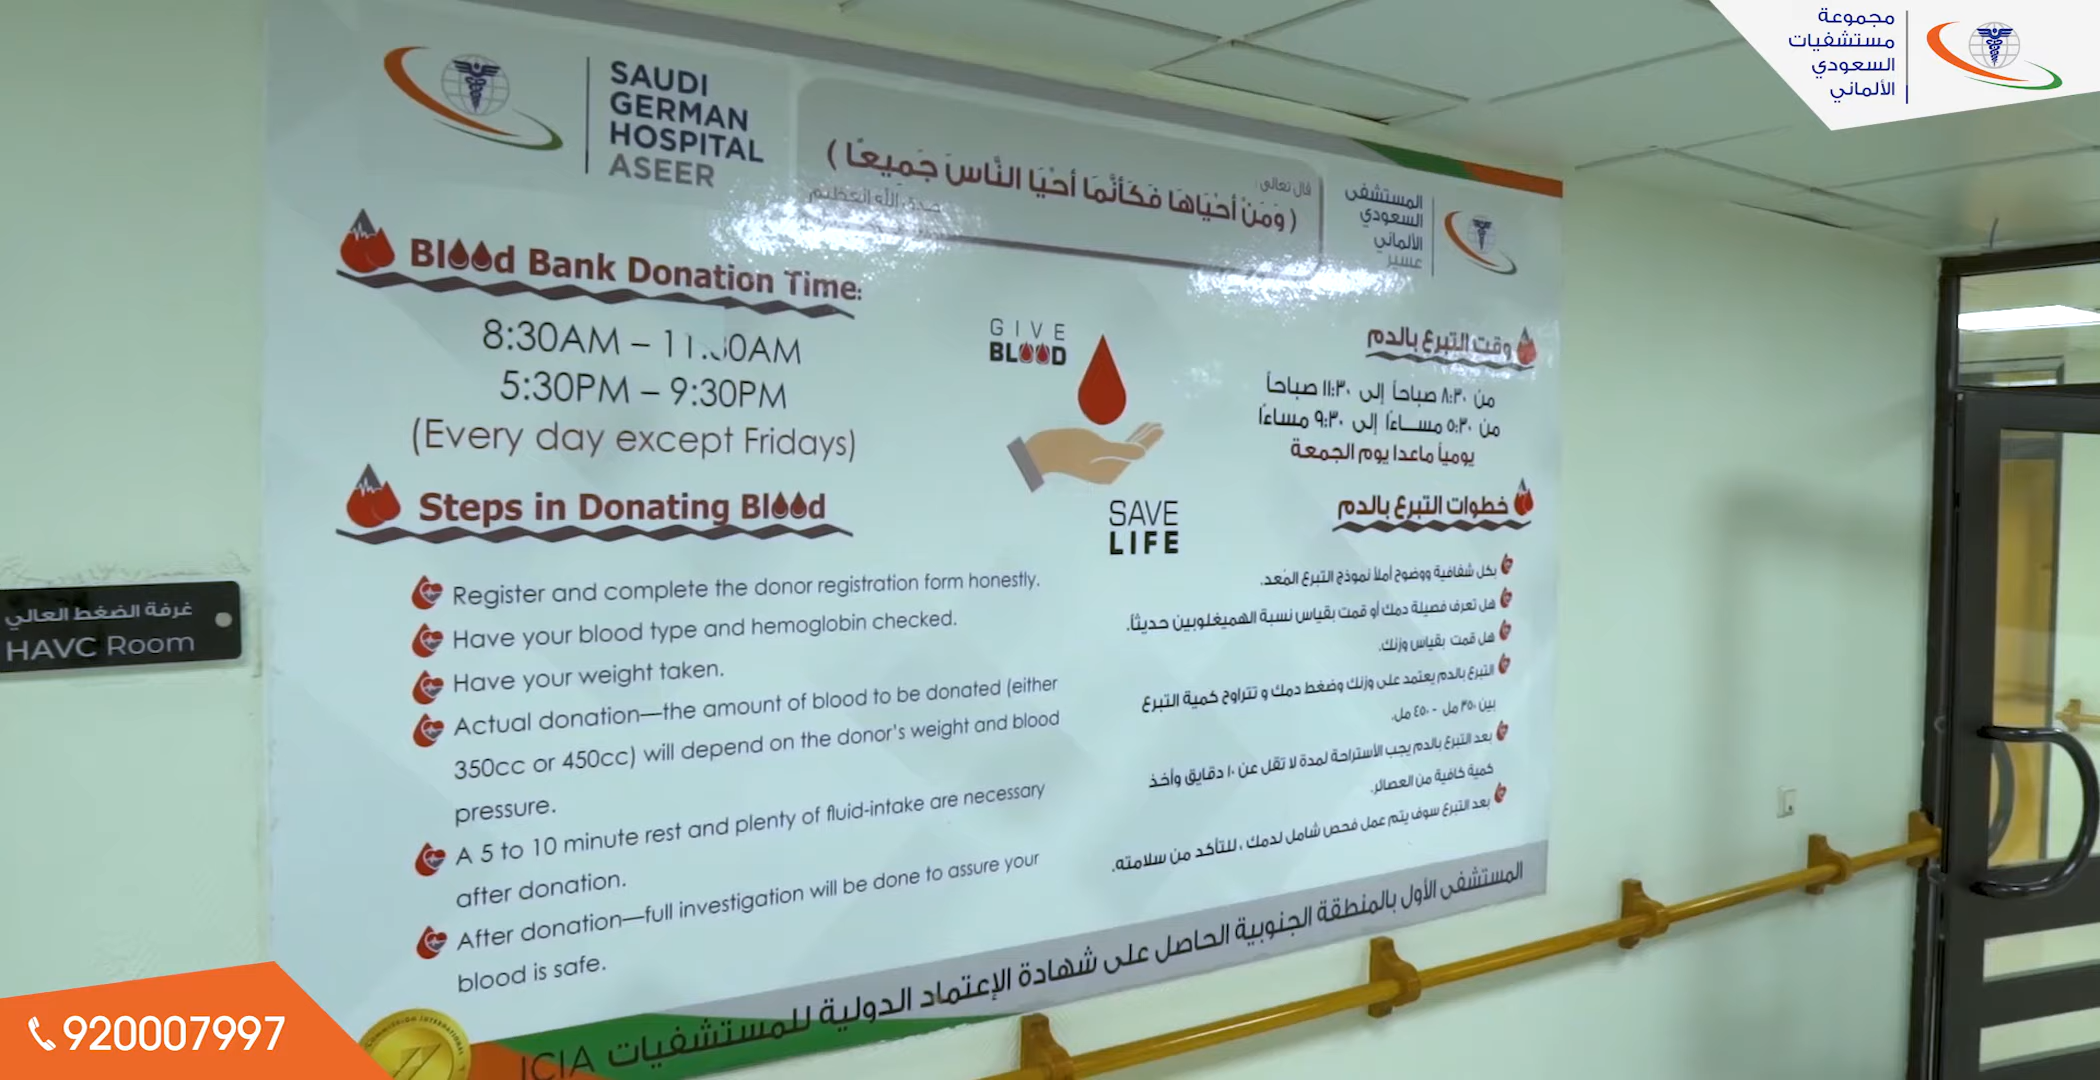 SAUDI
GERMAN
HOSPITAL
ASEER
قال تعالى:
( وَمَنْ أَحْيَاهَا فَكَأَنَّمَا أَحْيَا النَّاسَ جَمِيعًا )
صدق الله العظيم
المستشفى
السعودي
الألماني
عسير
Blood Bank Donation Time:
8:30AM – 11:30AM
5:30PM – 9:30PM
(Every day except Fridays)
Steps in Donating Blood
Register and complete the donor registration form honestly.
Have your blood type and hemoglobin checked.
Have your weight taken.
Actual donation—the amount of blood to be donated (either
350cc or 450cc) will depend on the donor's weight and blood
pressure.
A 5 to 10 minute rest and plenty of fluid-intake are necessary
after donation.
After donation—full investigation will be done to assure your
blood is safe.
GIVE
BLOOD
SAVE
LIFE
وقت التبرع بالدم
من ٨:٣٠ صباحاً إلى ١١:٣٠ صباحاً
من ٥:٣٠ مساءً إلى ٩:٣٠ مساءً
يومياً ماعدا يوم الجمعة
خطوات التبرع بالدم
بكل شفافية ووضوح أملأ نموذج التبرع المُعد.
هل تعرف فصيلة دمك أو قمت بقياس نسبة الهميغلوبين حديثاً.
هل قمت بقياس وزنك.
التبرع بالدم يعتمد على وزنك وضغط دمك و تتراوح كمية التبرع
بين ٣٥٠ مل - ٤٥٠ مل.
بعد التبرع بالدم يجب الأستراحة لمدة لا تقل عن ١٠ دقايق وأخذ
كمية كافية من العصائر.
بعد التبرع سوف يتم عمل فحص شامل لدمك ، للتأكد من سلامته.
المستشفى الأول بالمنطقة الجنوبية الحاصل على شهادة الإعتماد الدولية للمستشفيات JCIA
غرفة الضغط العالي
HAVC Room
مجموعة
مستشفيات
السعودي
الألماني
920007997